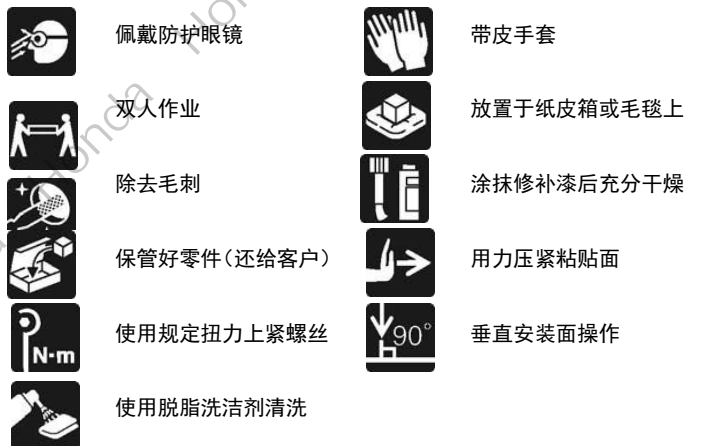 佩戴防护眼镜
带皮手套
双人作业
放置于纸皮箱或毛毯上
除去毛刺
涂抹修补漆后充分干燥
保管好零件（还给客户）
用力压紧粘贴面
N·m
使用规定扭力上紧螺丝
90°
垂直安装面操作
使用脱脂洗洁剂清洗
Honda
Honda